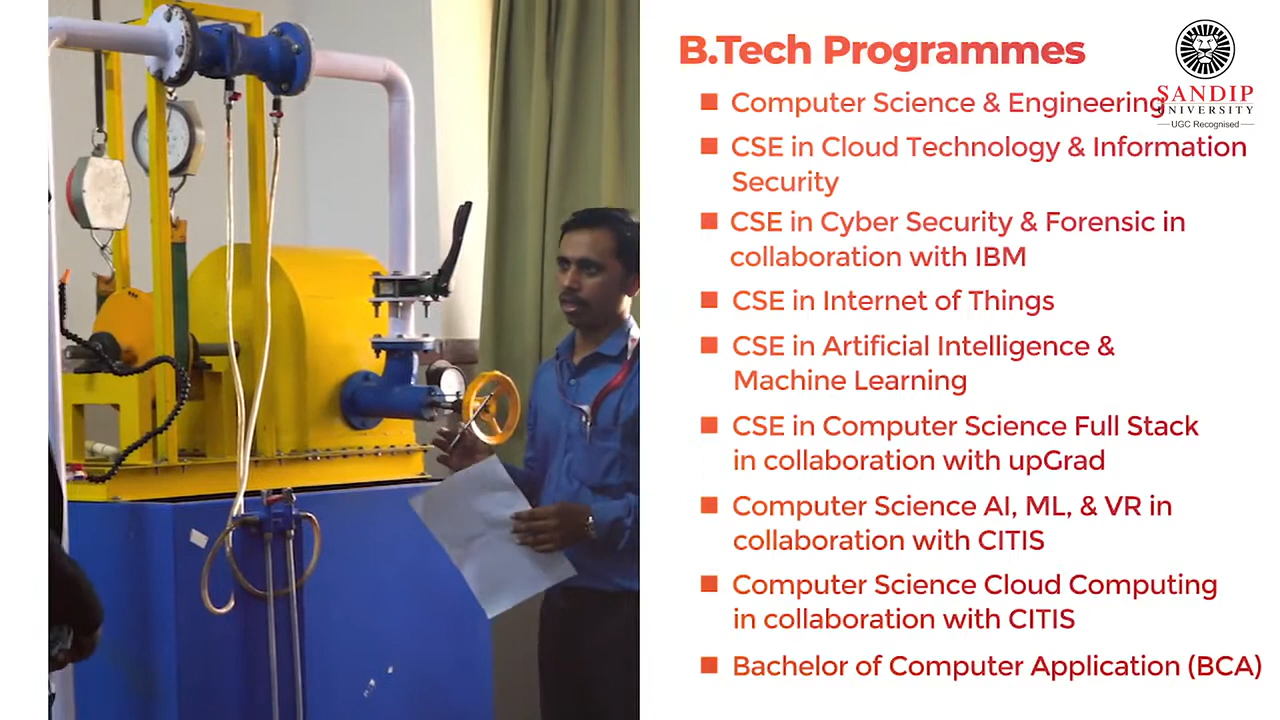 B.Tech Programmes
Computer Science & Engineering
SANDIP
UNIVERSITY
UGC Recognised
CSE in Cloud Technology & Information
Security
CSE in Cyber Security & Forensic in
collaboration with IBM
CSE in Internet of Things
CSE in Artificial Intelligence &
Machine Learning
CSE in Computer Science Full Stack
in collaboration with upGrad
Computer Science AI, ML, & VR in
collaboration with CITIS
Computer Science Cloud Computing
in collaboration with CITIS
Bachelor of Computer Application (BCA)